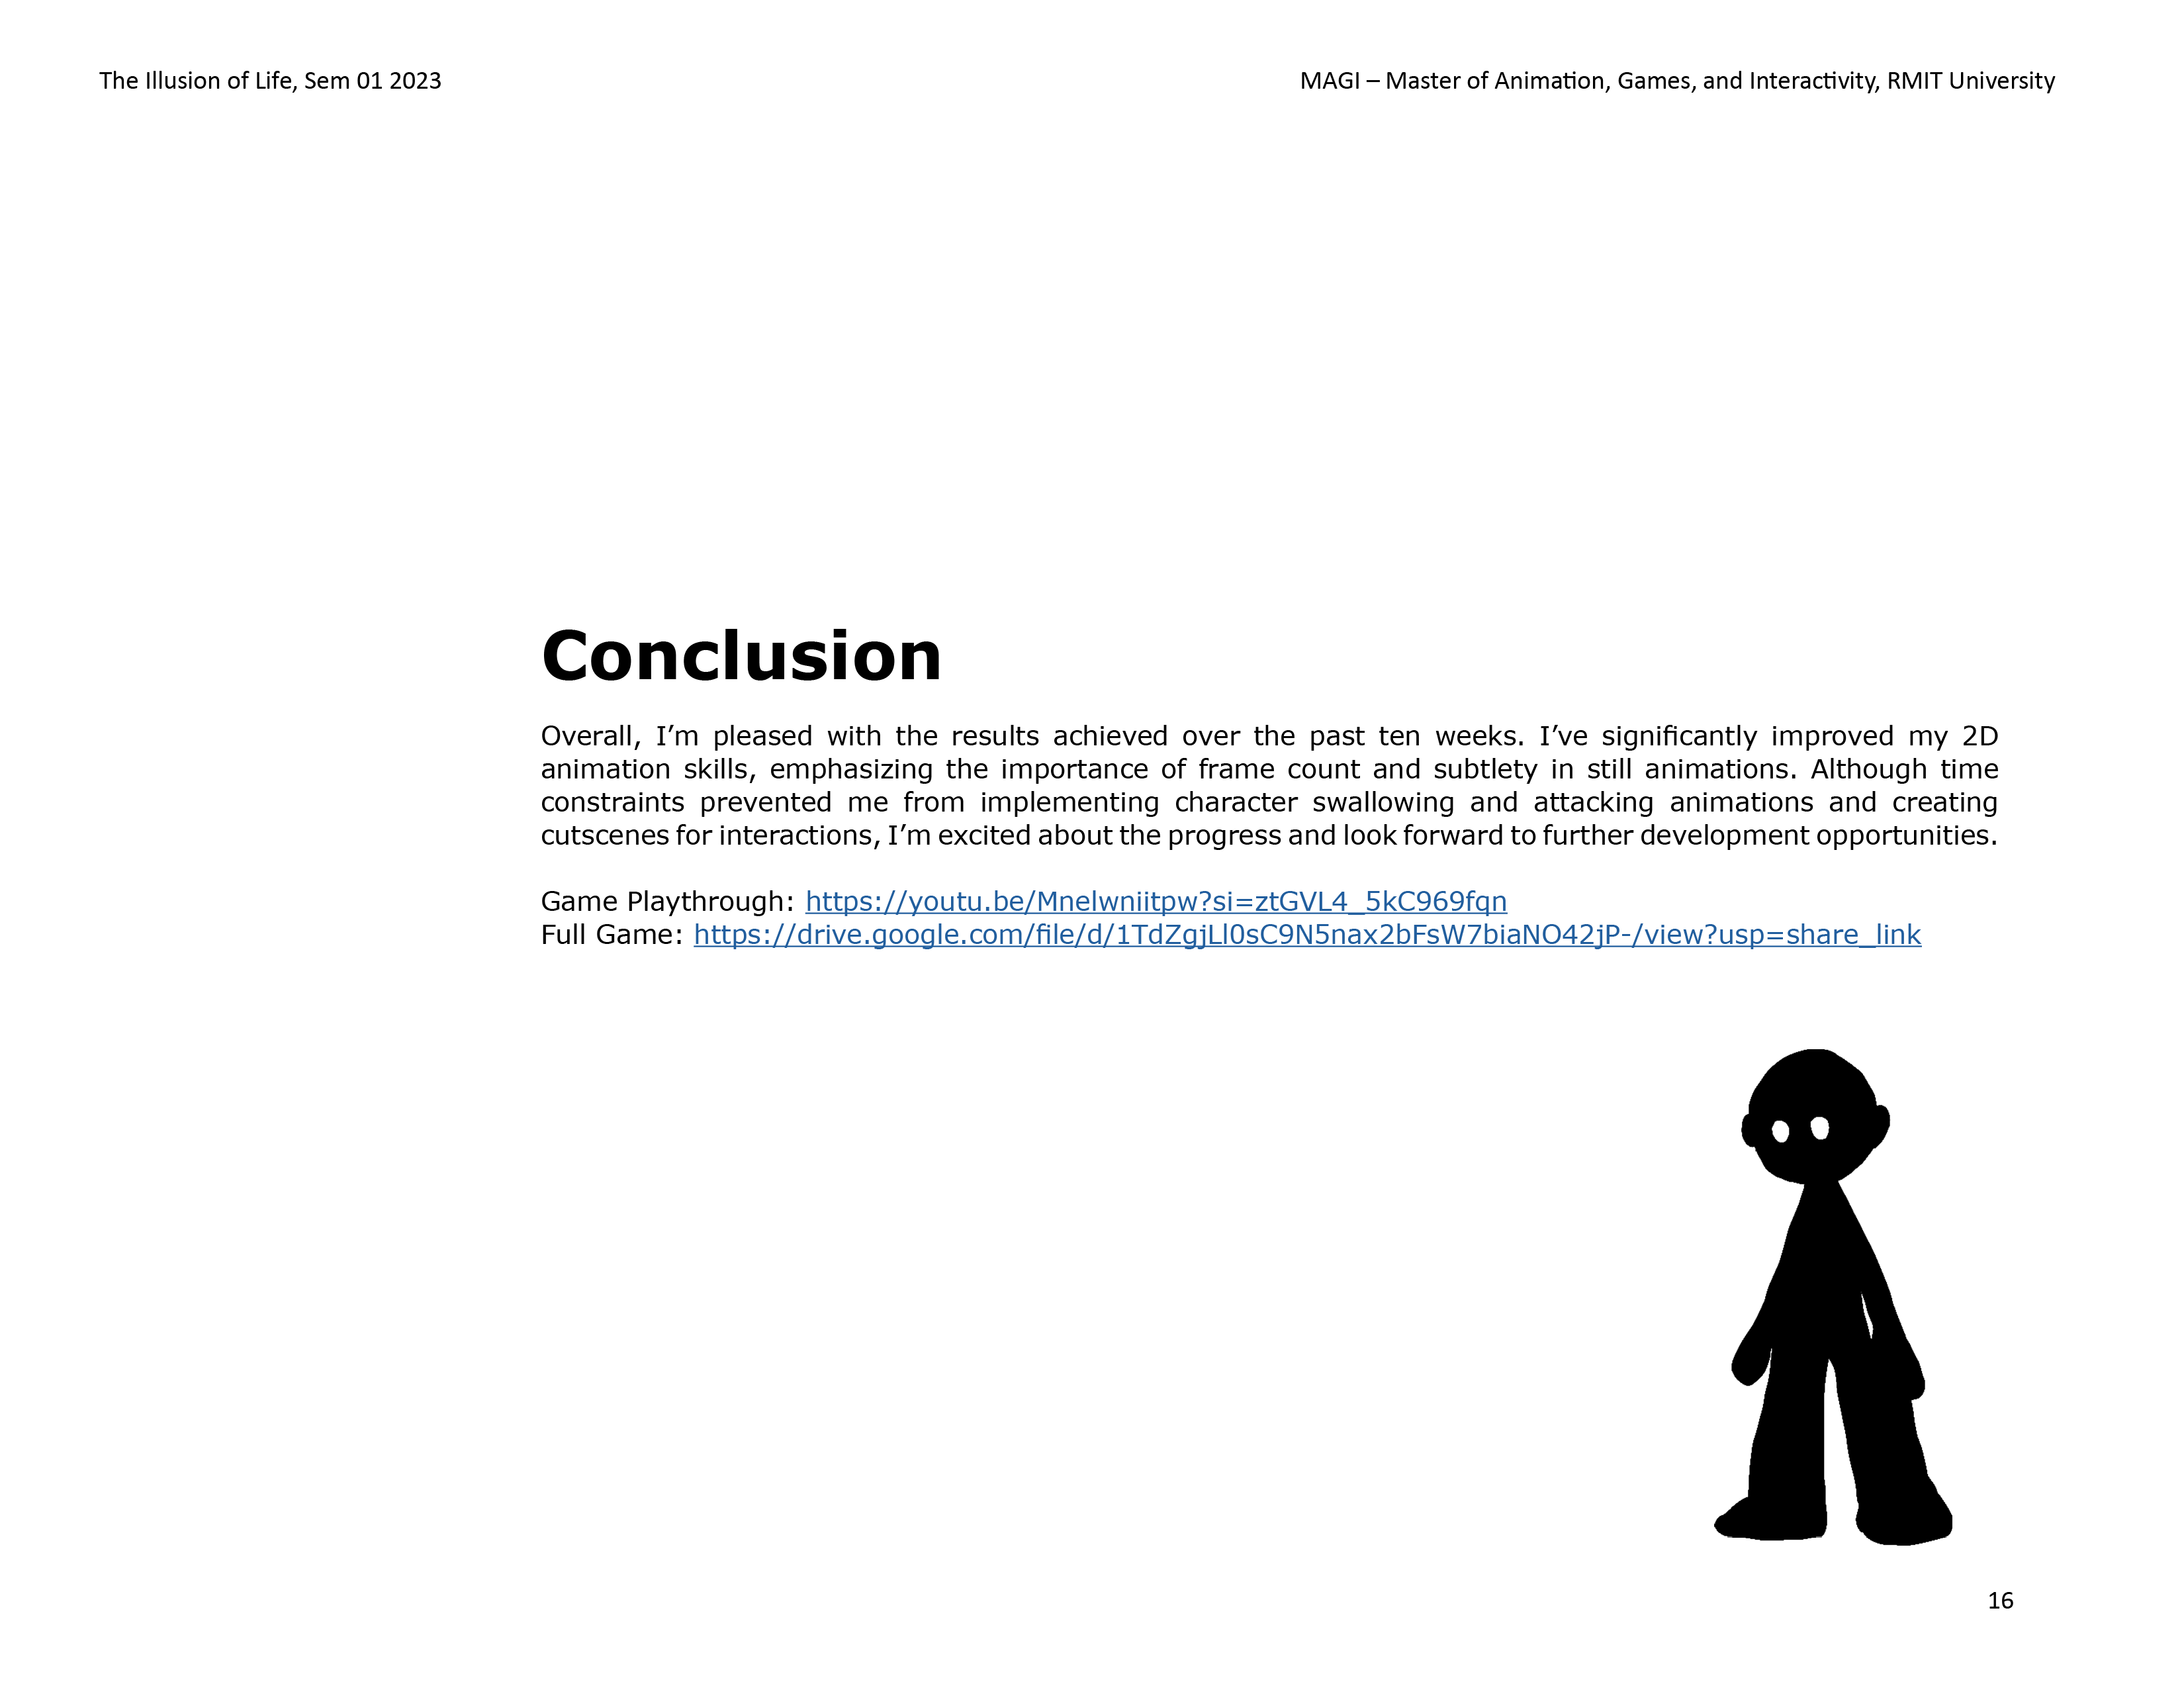 The Illusion of Life, Sem 01 2023
MAGI – Master of Animation, Games, and Interactivity, RMIT University
Conclusion
Overall, I’m pleased with the results achieved over the past ten weeks. I’ve significantly improved my 2D
animation skills, emphasizing the importance of frame count and subtlety in still animations. Although time
constraints prevented me from implementing character swallowing and attacking animations and creating
cutscenes for interactions, I’m excited about the progress and look forward to further development opportunities.
Game Playthrough: https://youtu.be/Mnelwniitpw?si=ztGVL4_5kC969fqn
Full Game: https://drive.google.com/file/d/1TdZgjLl0sC9N5nax2bFsW7biaNO42jP-/view?usp=share_link
16